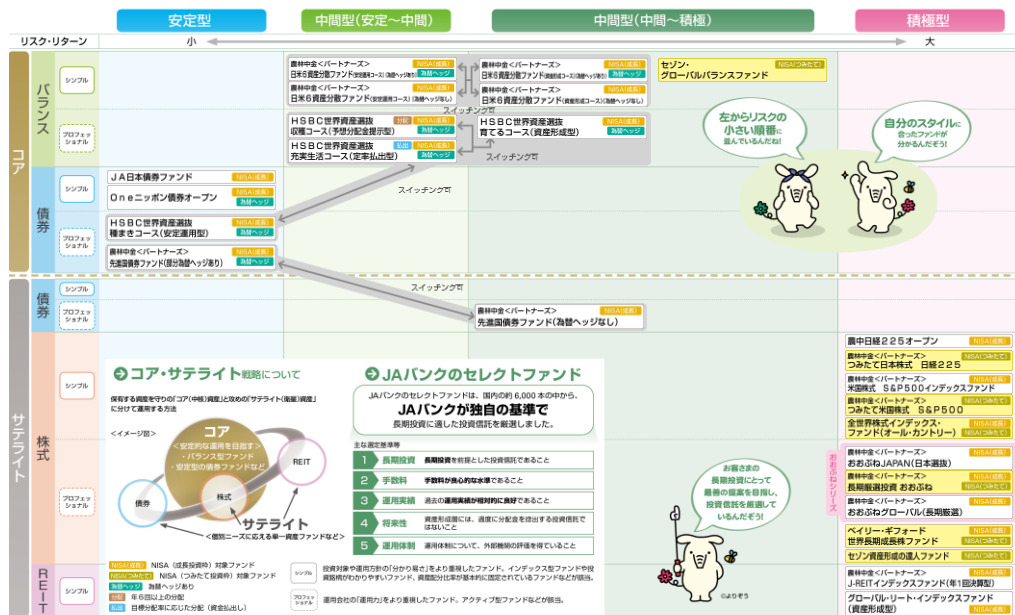 安定型
中間型(安定～中間)
中間型(中間～積極)
積極型
リスク・リターン
小
大
コア
バランス
シンプル
農林中金<パートナーズ> NISA(成長)
日米6資産分散ファンド(安定運用コース)(為替ヘッジあり) 為替ヘッジ
農林中金<パートナーズ> NISA(成長)
日米6資産分散ファンド(安定運用コース)(為替ヘッジなし)
農林中金<パートナーズ> NISA(成長)
日米6資産分散ファンド(資産形成コース)(為替ヘッジあり) 為替ヘッジ
農林中金<パートナーズ> NISA(成長)
日米6資産分散ファンド(資産形成コース)(為替ヘッジなし)
セゾン・ NISA(つみたて)
グローバルバランスファンド
スイッチング可
プロフェッ
ショナル
HSBC世界資産選抜 分配 NISA(成長)
収穫コース(予想分配金提示型) 為替ヘッジ
HSBC世界資産選抜 払出 NISA(成長)
充実生活コース(定率払出型) 為替ヘッジ
HSBC世界資産選抜 NISA(成長)
育てるコース(資産形成型) 為替ヘッジ
スイッチング可
左からリスクの
小さい順番に
並んでいるんだね!
自分のスタイルに
合ったファンドが
分かるんだぞう!
債券
シンプル
JA日本債券ファンド NISA(成長)
Oneニッポン債券オープン NISA(成長)
為替ヘッジ
スイッチング可
プロフェッ
ショナル
HSBC世界資産選抜 NISA(成長)
種まきコース(安定運用型) 為替ヘッジ
農林中金<パートナーズ> NISA(成長)
先進国債券ファンド(部分為替ヘッジあり) 為替ヘッジ
サテライト
債券
シンプル
スイッチング可
プロフェッ
ショナル
農林中金<パートナーズ> NISA(成長)
先進国債券ファンド(為替ヘッジなし)
株式
シンプル
農中日経225オープン NISA(成長)
農林中金<パートナーズ> NISA(つみたて)
つみたて日本株式 日経225
農林中金<パートナーズ> NISA(成長)
米国株式 S&P500インデックスファンド
農林中金<パートナーズ> NISA(つみたて)
つみたて米国株式 S&P500
全世界株式インデックス・ NISA(成長)
ファンド(オール・カントリー) NISA(つみたて)
プロフェッ
ショナル
おおぶねシリーズ
農林中金<パートナーズ> NISA(成長)
おおぶねJAPAN(日本選抜)
農林中金<パートナーズ> NISA(成長)
長期厳選投資 おおぶね NISA(つみたて)
農林中金<パートナーズ> NISA(成長)
おおぶねグローバル(長期厳選)
ベイリー・ギフォード NISA(成長)
世界長期成長株ファンド NISA(つみたて)
セゾン資産形成の達人ファンド NISA(成長)
NISA(つみたて)
REIT
シンプル
農林中金<パートナーズ> NISA(成長)
J-REITインデックスファンド(年1回決算型)
グローバル・リート・インデックスファンド
(資産形成型) NISA(成長)
コア・サテライト戦略について
保有する資産を守りの「コア(中核)資産」と攻めの「サテライト(衛星)資産」
に分けて運用する方法
<イメージ図>
コア
<安定的な運用を目指す>
・バランス型ファンド
・安定型の債券ファンドなど
REIT
債券
株式
サテライト
<個別ニーズに応える単一資産ファンドなど>
JAバンクのセレクトファンド
JAバンクのセレクトファンドは、国内の約6,000本の中から、
JAバンクが独自の基準で
長期投資に適した投資信託を厳選しました。
主な選定基準等
1 長期投資 長期投資を前提とした投資信託であること
2 手数料 手数料が良心的な水準であること
3 運用実績 過去の運用実績が相対的に良好であること
4 将来性 資産形成層には、過度に分配金を捻出する投資信託で
はないこと
5 運用体制 運用体制について、外部機関の評価を得ていること
お客さまの
長期投資にとって
最善の提案を目指し、
投資信託を厳選して
いるんだぞう!
©よりぞう
NISA(成長) NISA(成長投資枠)対象ファンド
NISA(つみたて) NISA(つみたて投資枠)対象ファンド
為替ヘッジ 為替ヘッジあり
分配 年6回以上の分配
払出 目標分配率に応じた分配(資金払出し)
シンプル 投資対象や運用方針の「分かり易さ」をより重視したファンド。インデックス型ファンドや投
資銘柄がわかりやすいファンド、資産配分比率が基本的に固定されているファンドなどが該当。
プロフェッ
ショナル 運用会社の「運用力」をより重視したファンド。アクティブ型ファンドなどが該当。